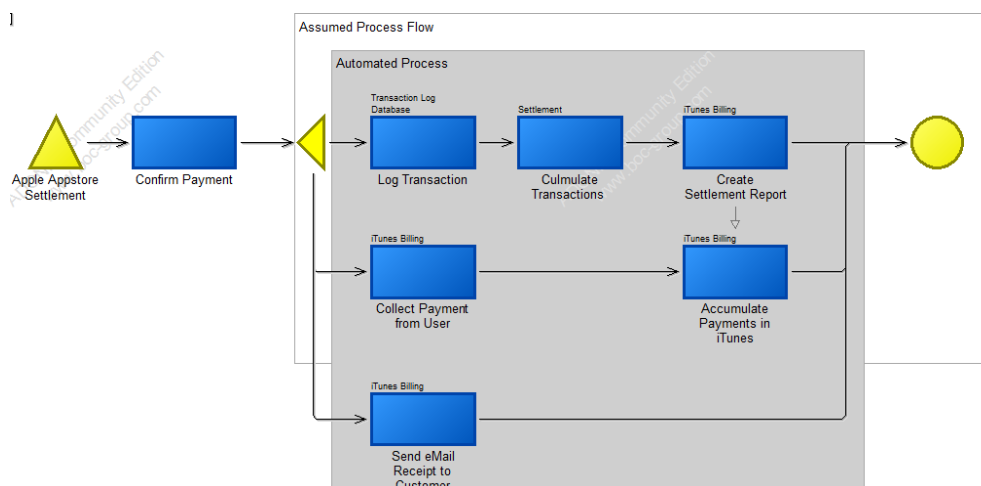 ]
Assumed Process Flow
Automated Process
Transaction Log
Database
Settlement
iTunes Billing
Apple Appstore
Settlement
Confirm Payment
Log Transaction
Culmulate
Transactions
Create
Settlement Report
iTunes Billing
iTunes Billing
Collect Payment
from User
Accumulate
Payments in
iTunes
iTunes Billing
Send eMail
Receipt to
Customer